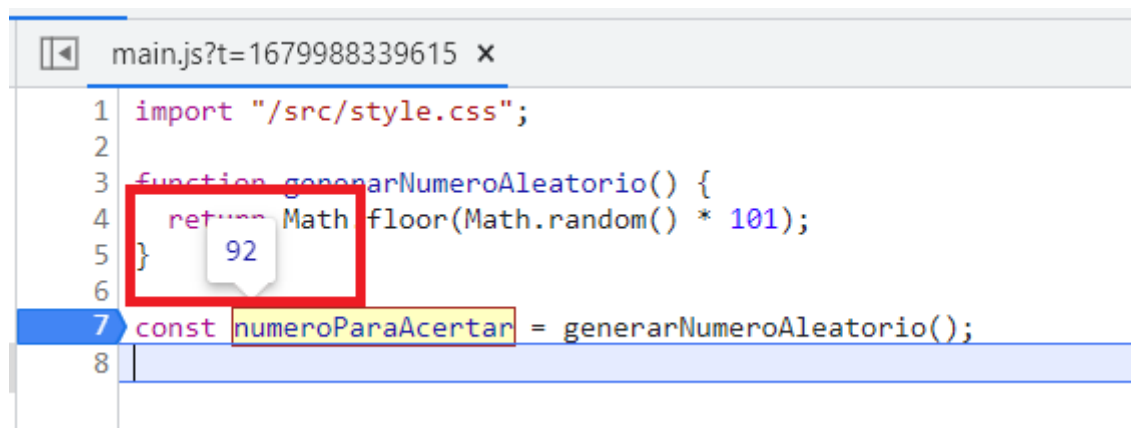 main.js?t=1679988339615 ×
1 import "/src/style.css";
2
3 function generarNumeroAleatorio() {
4 return Math.floor(Math.random() * 101);
5 }
92
6
7 const numeroParaAcertar = generarNumeroAleatorio();
8